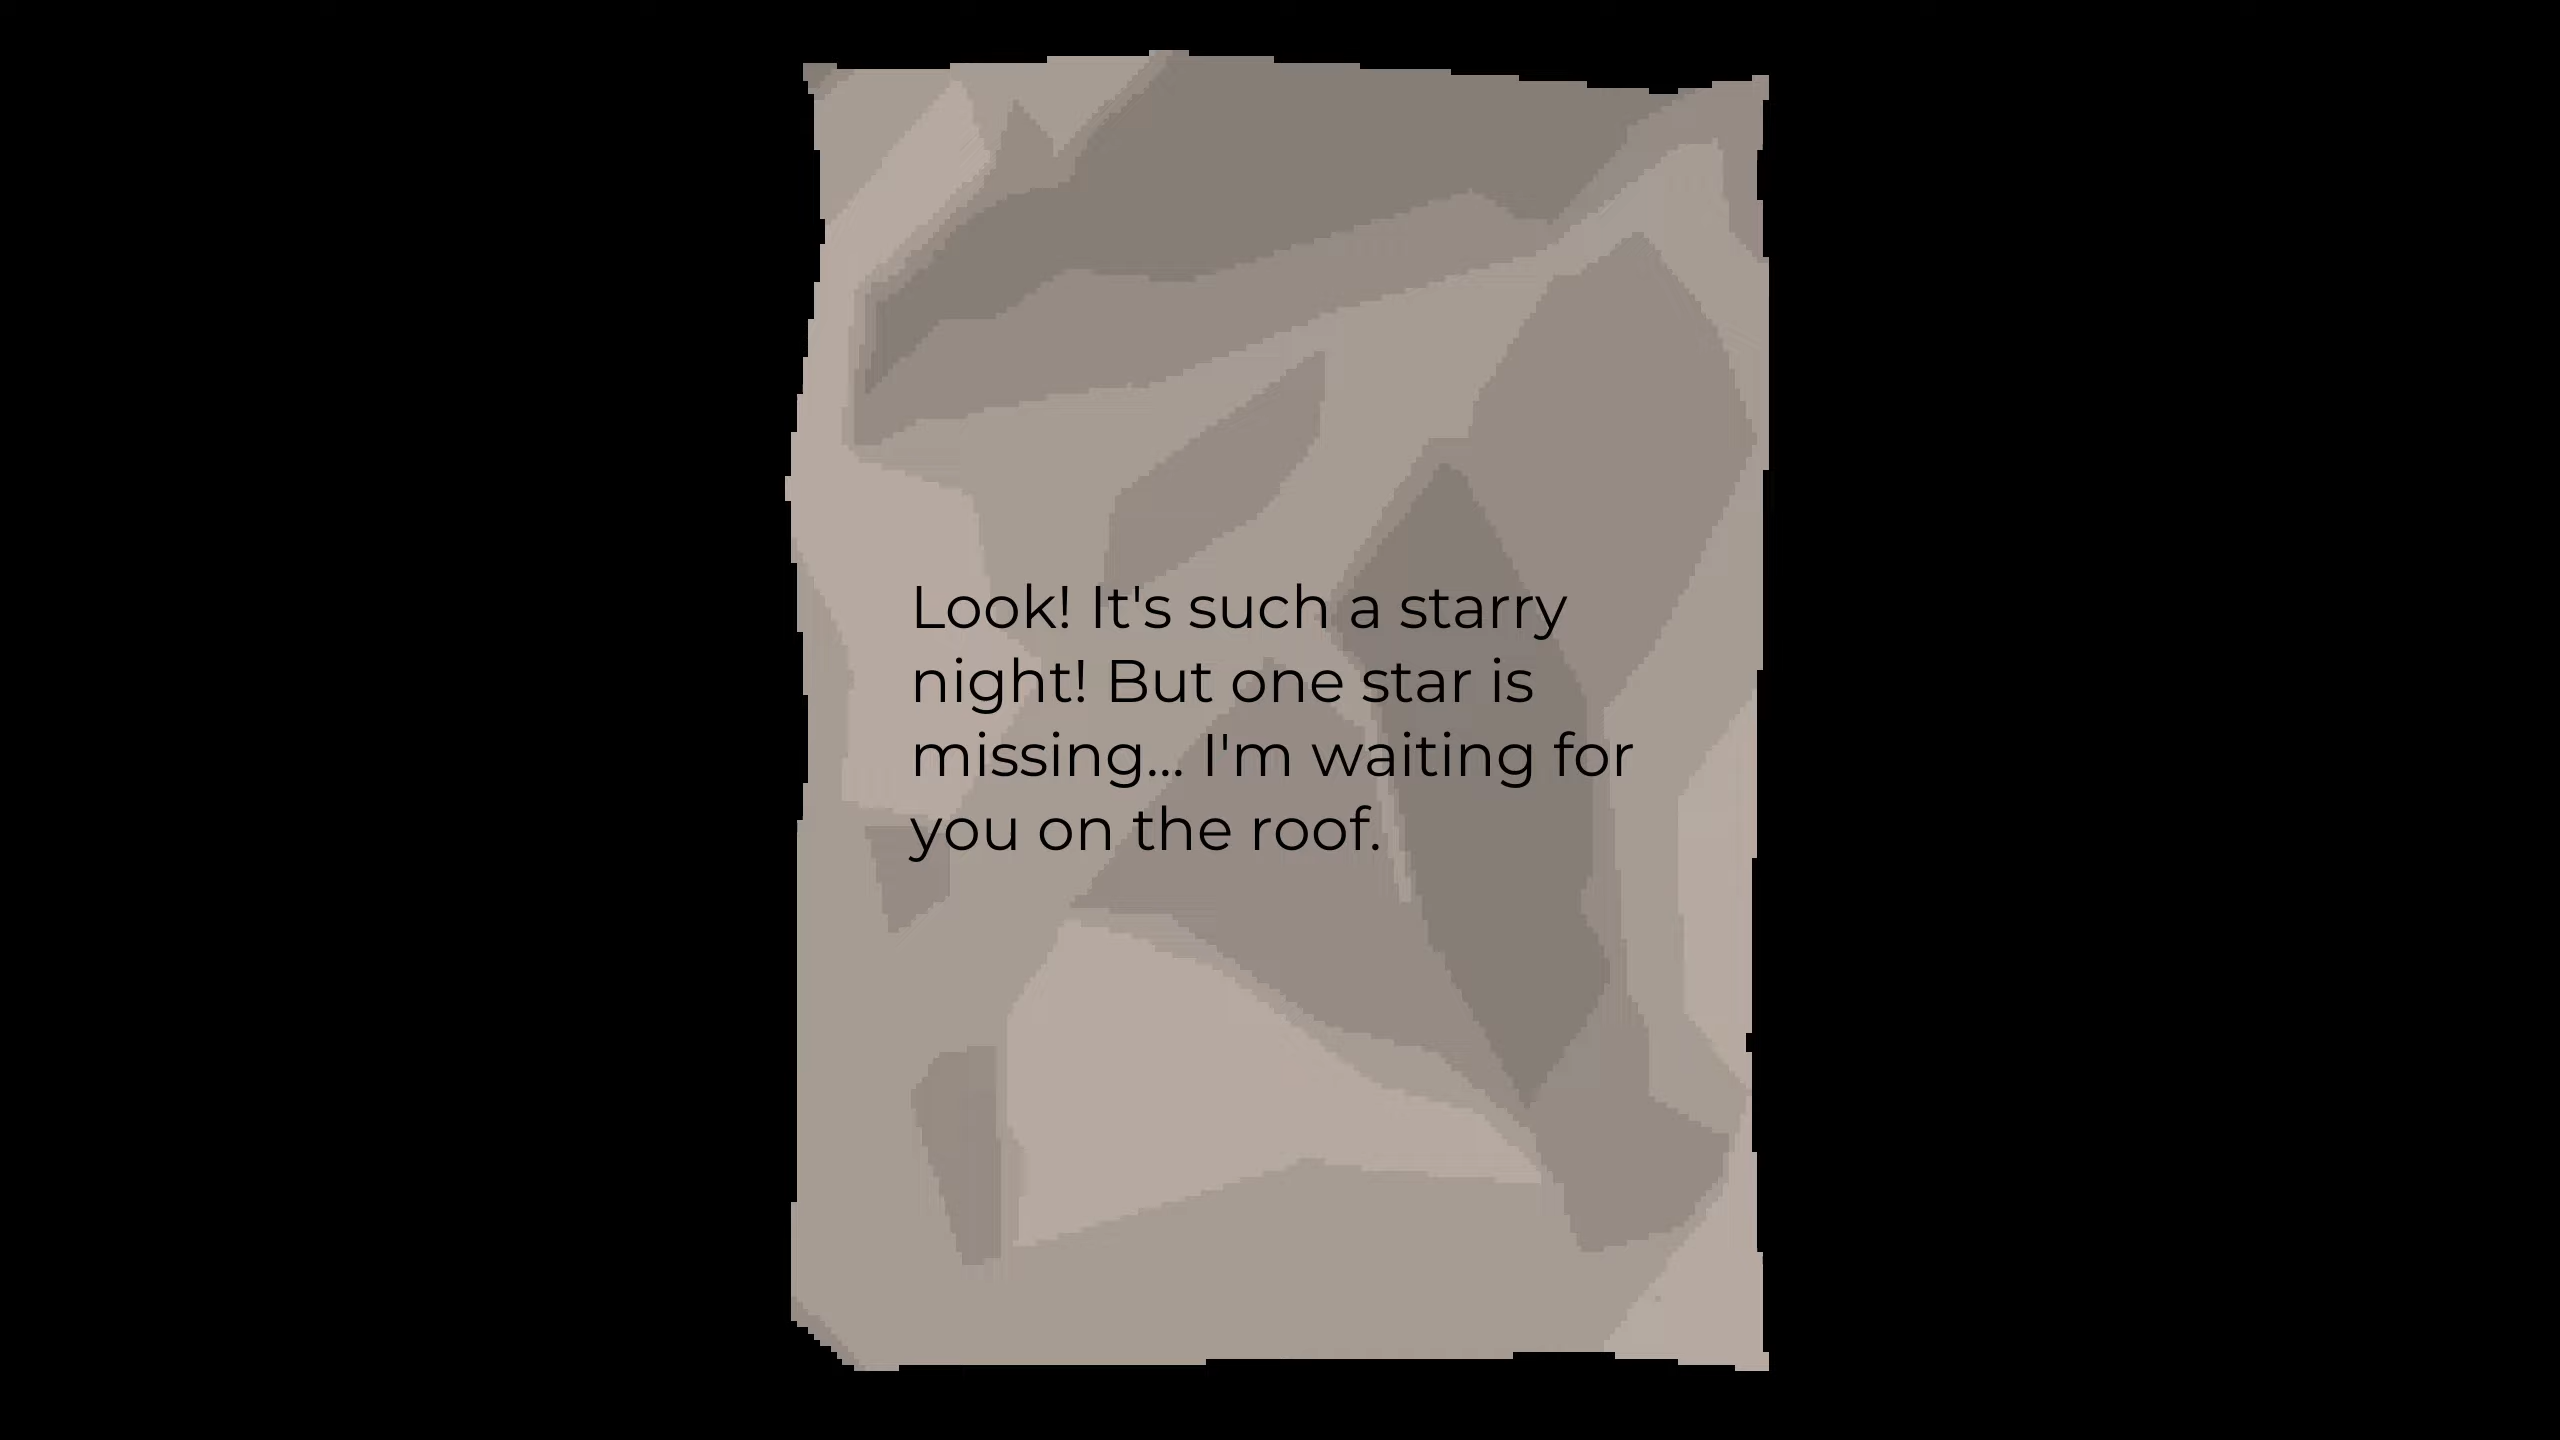 Look! It's such a starry
night! But one star is
missing... I'm waiting for
you on the roof.